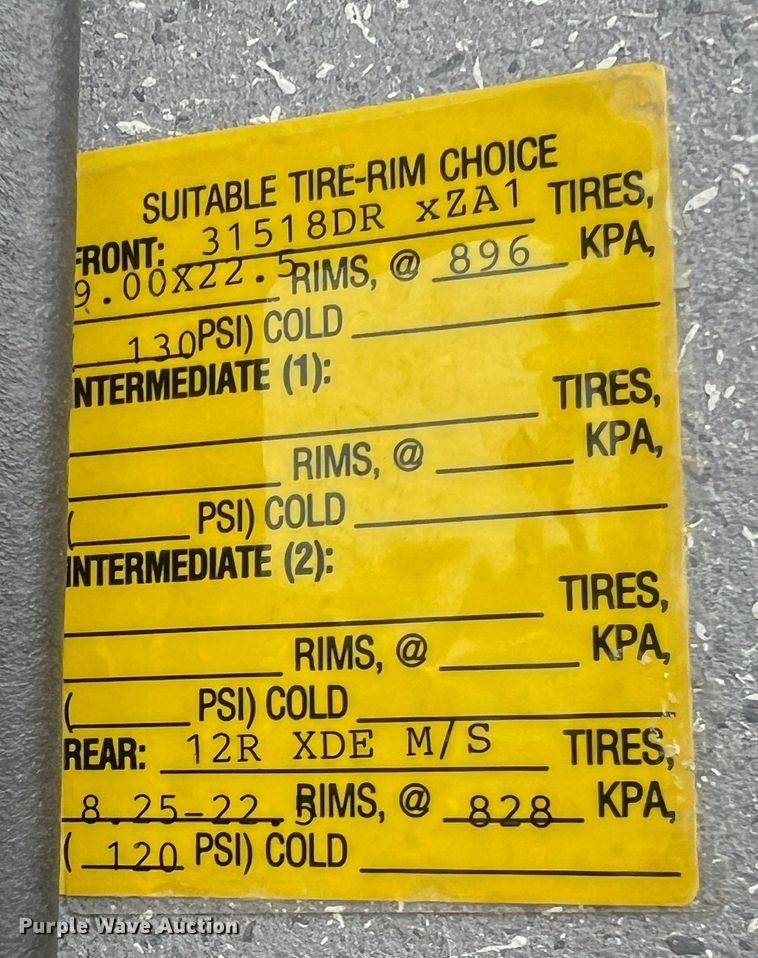 SUITABLE TIRE-RIM CHOICE
FRONT: 31518DR xZA1 TIRES,
9.00X22.5 RIMS, @ 896 KPA,
( 130 PSI) COLD
INTERMEDIATE (1):
TIRES,
RIMS, @ KPA,
( PSI) COLD
INTERMEDIATE (2):
TIRES,
RIMS, @ KPA,
( PSI) COLD
REAR: 12R XDE M/S TIRES,
8.25-22.5 RIMS, @ 828 KPA,
( 120 PSI) COLD
Purple Wave Auction